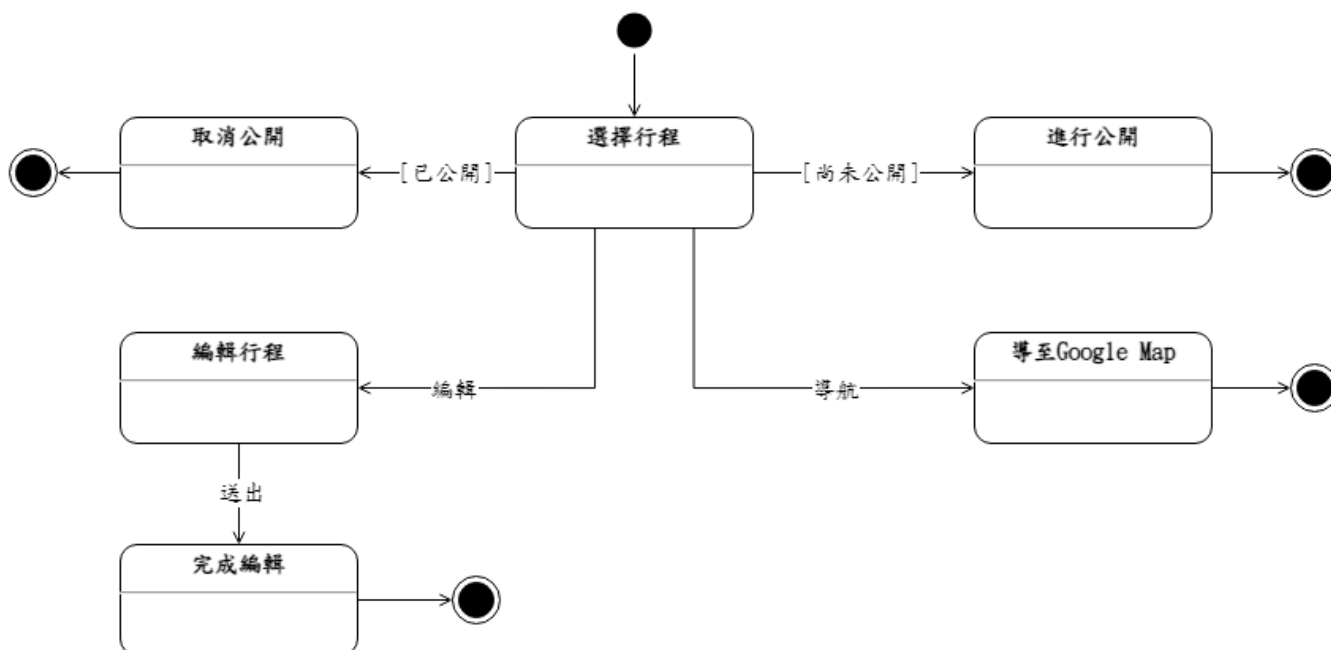 取消公開
選擇行程
進行公開
[已公開]
[尚未公開]
編輯行程
導至Google Map
編輯
導航
送出
完成編輯